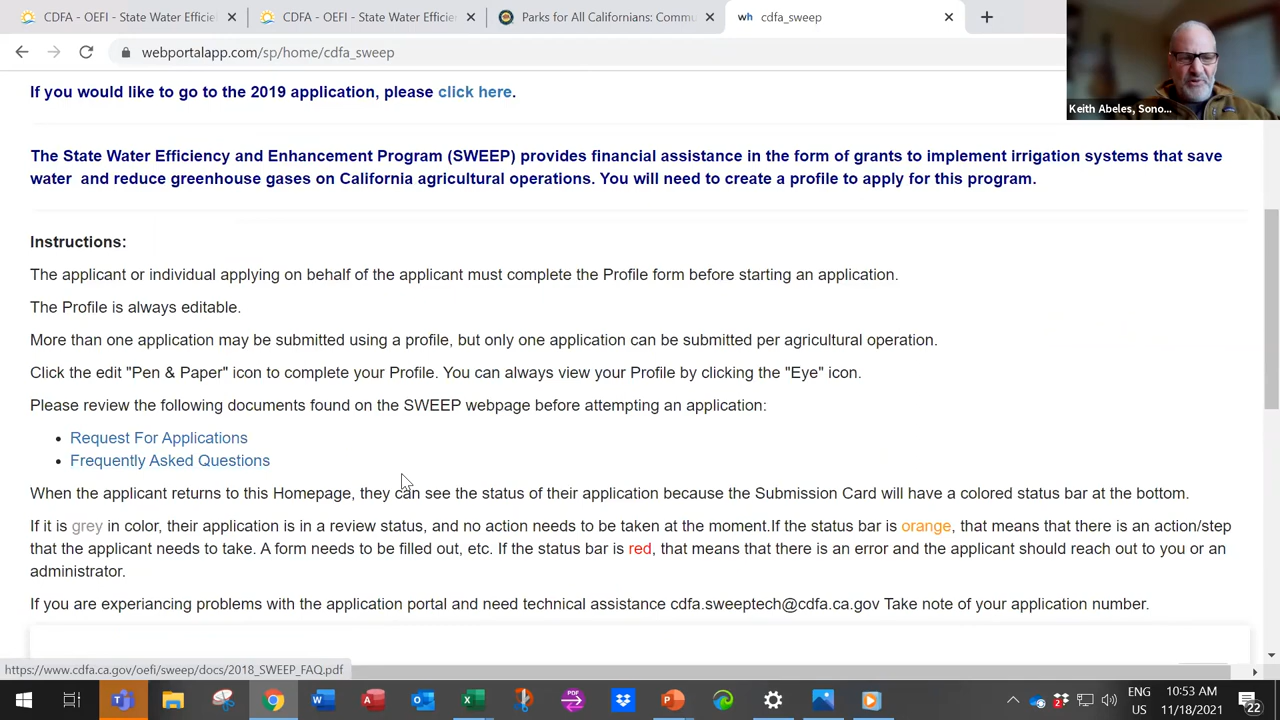 CDFA - OEFI - State Water Efficie
CDFA - OEFI - State Water Efficie
Parks for All Californians: Commu
wh cdfa_sweep
webportalapp.com/sp/home/cdfa_sweep
Keith Abeles, Sono...
If you would like to go to the 2019 application, please click here.
The State Water Efficiency and Enhancement Program (SWEEP) provides financial assistance in the form of grants to implement irrigation systems that save
water and reduce greenhouse gases on California agricultural operations. You will need to create a profile to apply for this program.
Instructions:
The applicant or individual applying on behalf of the applicant must complete the Profile form before starting an application.
The Profile is always editable.
More than one application may be submitted using a profile, but only one application can be submitted per agricultural operation.
Click the edit "Pen & Paper" icon to complete your Profile. You can always view your Profile by clicking the "Eye" icon.
Please review the following documents found on the SWEEP webpage before attempting an application:
• Request For Applications
• Frequently Asked Questions
When the applicant returns to this Homepage, they can see the status of their application because the Submission Card will have a colored status bar at the bottom.
If it is grey in color, their application is in a review status, and no action needs to be taken at the moment.If the status bar is orange, that means that there is an action/step
that the applicant needs to take. A form needs to be filled out, etc. If the status bar is red, that means that there is an error and the applicant should reach out to you or an
administrator.
If you are experiancing problems with the application portal and need technical assistance cdfa.sweeptech@cdfa.ca.gov Take note of your application number.
https://www.cdfa.ca.gov/oefi/sweep/docs/2018_SWEEP_FAQ.pdf
PDF
2
ENG
US
10:53 AM
11/18/2021
22